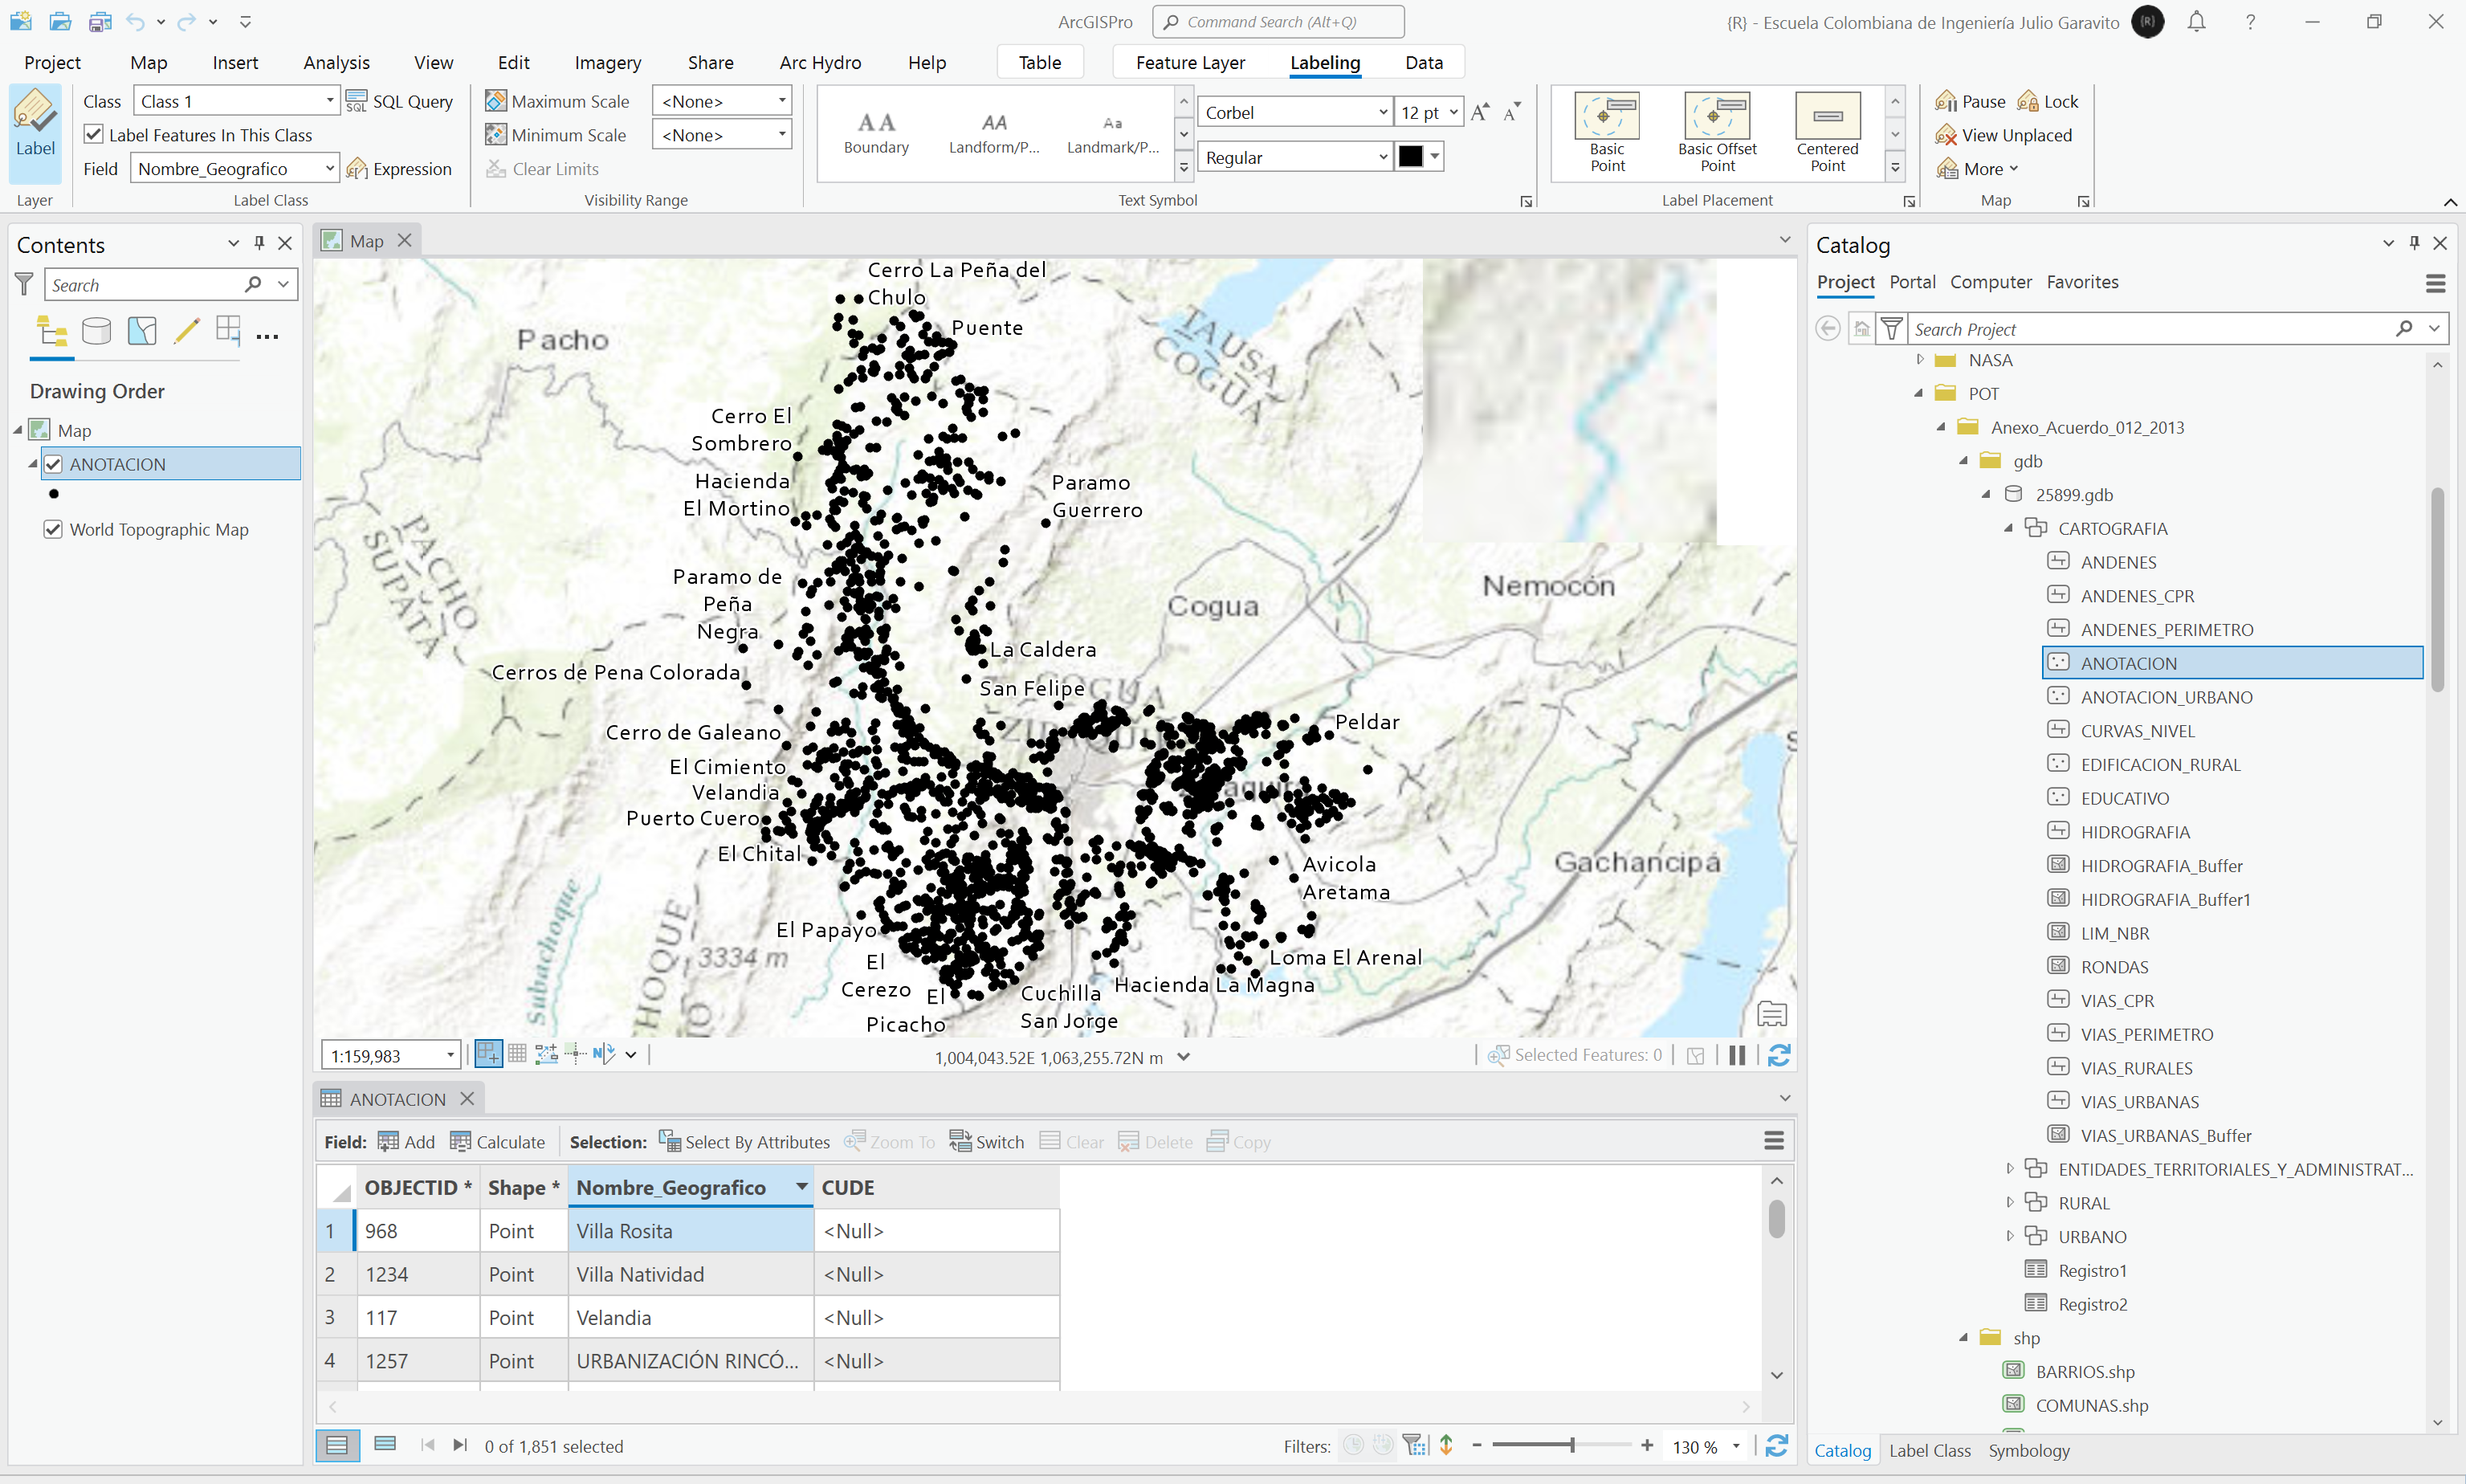 ArcGISPro
Command Search (Alt+Q)
{R} - Escuela Colombiana de Ingeniería Julio Garavito
{R}
?
Project Map Insert Analysis View Edit Imagery Share Arc Hydro Help Table Feature Layer Labeling Data
Label
Layer
Class Class 1 SQL Query
Label Features In This Class
Field Nombre_Geografico Expression
Label Class
Maximum Scale <None>
Minimum Scale <None>
Clear Limits
Visibility Range
Boundary
Landform/P...
Landmark/P...
Corbel 12 pt
Regular
Text Symbol
Basic Point
Basic Offset Point
Centered Point
Label Placement
Pause Lock
View Unplaced
More
Map
Contents
Search
Drawing Order
Map
ANOTACION
World Topographic Map
Map
Cerro La Peña del
Chulo
Puente
Pacho
TAUSA
COGUA
Cerro El
Sombrero
Hacienda
El Mortino
Paramo
Guerrero
PACHO
SUPATÁ
Paramo de
Peña
Negra
Cogua
Nemocón
La Caldera
Cerros de Pena Colorada
San Felipe
COGUA
Peldar
Cerro de Galeano
El Cimiento
Velandia
Puerto Cuero
El Chital
Avicola
Aretama
Gachancipá
Subachoque
El Papayo
3334 m
El
Cerezo
El
Picacho
Cuchilla
San Jorge
Loma El Arenal
Hacienda La Magna
1:159,983
1,004,043.52E 1,063,255.72N m
Selected Features: 0
ANOTACION
Field: Add Calculate Selection: Select By Attributes Zoom To Switch Clear Delete Copy
OBJECTID * Shape * Nombre_Geografico CUDE
1 968 Point Villa Rosita <Null>
2 1234 Point Villa Natividad <Null>
3 117 Point Velandia <Null>
4 1257 Point URBANIZACIÓN RINCÓ... <Null>
0 of 1,851 selected
Filters:
130 %
Catalog
Project Portal Computer Favorites
Search Project
NASA
POT
Anexo_Acuerdo_012_2013
gdb
25899.gdb
CARTOGRAFIA
ANDENES
ANDENES_CPR
ANDENES_PERIMETRO
ANOTACION
ANOTACION_URBANO
CURVAS_NIVEL
EDIFICACION_RURAL
EDUCATIVO
HIDROGRAFIA
HIDROGRAFIA_Buffer
HIDROGRAFIA_Buffer1
LIM_NBR
RONDAS
VIAS_CPR
VIAS_PERIMETRO
VIAS_RURALES
VIAS_URBANAS
VIAS_URBANAS_Buffer
ENTIDADES_TERRITORIALES_Y_ADMINISTRAT...
RURAL
URBANO
Registro1
Registro2
shp
BARRIOS.shp
COMUNAS.shp
Catalog Label Class Symbology